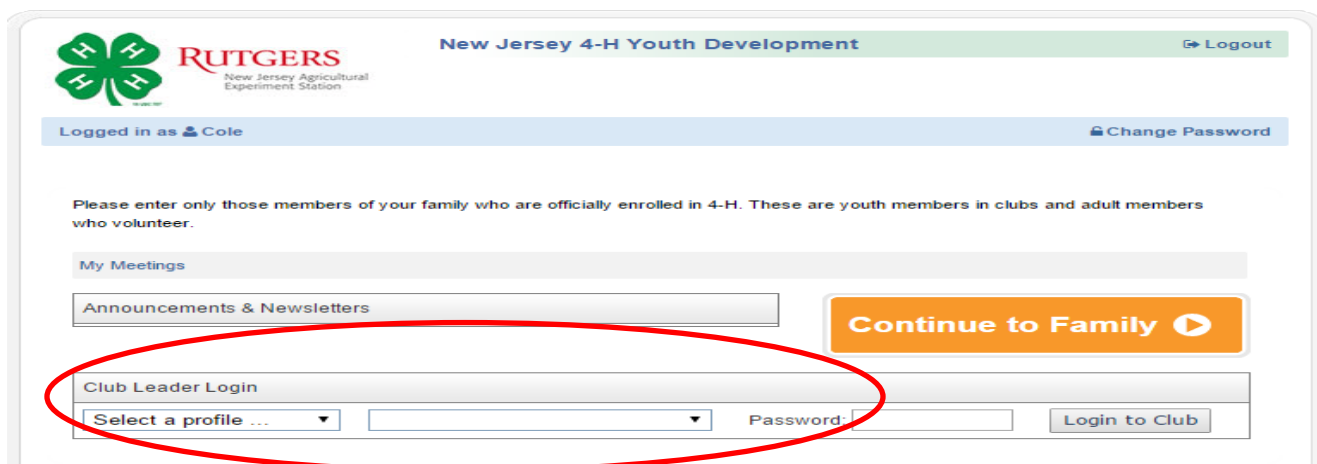 New Jersey 4-H Youth Development
Logout
H H H H
RUTGERS
New Jersey Agricultural
Experiment Station
Logged in as Cole
Change Password
Please enter only those members of your family who are officially enrolled in 4-H. These are youth members in clubs and adult members
who volunteer.
My Meetings
Announcements & Newsletters
Continue to Family
Club Leader Login
Select a profile ...
Password:
Login to Club